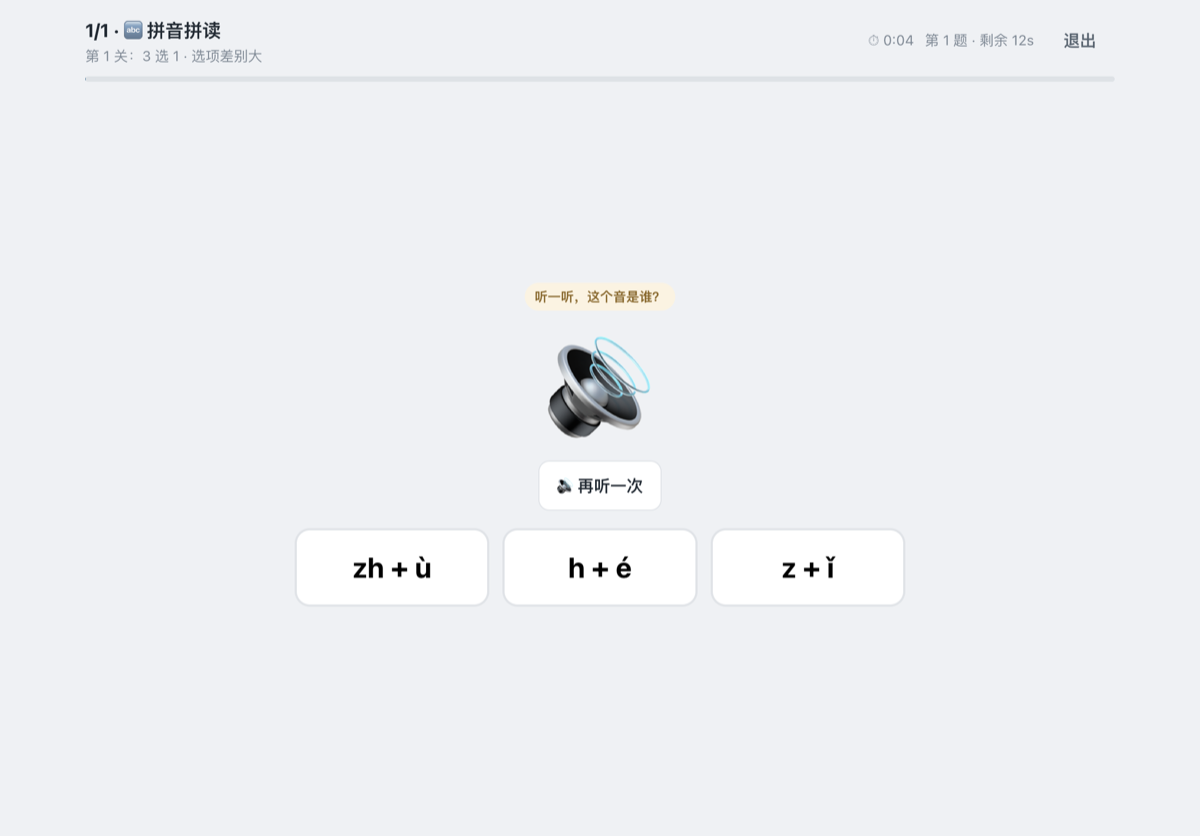 1/1 · 🔤 拼音拼读
第 1 关：3 选 1 · 选项差别大
⏱ 0:04 第 1 题 · 剩余 12s 退出
听一听，这个音是谁？
再听一次
zh + ù
h + é
z + ǐ